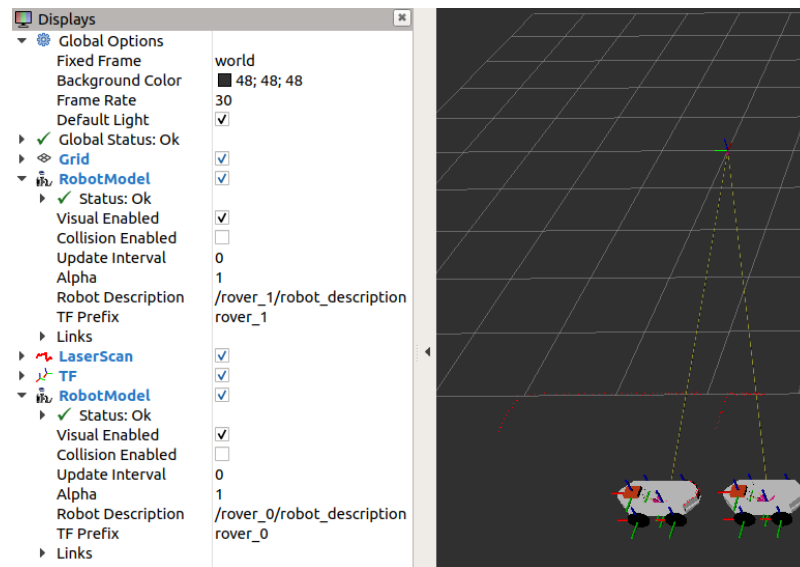 Displays
Global Options
Fixed Frame world
Background Color 48; 48; 48
Frame Rate 30
Default Light
Global Status: Ok
Grid
RobotModel
Status: Ok
Visual Enabled
Collision Enabled
Update Interval 0
Alpha 1
Robot Description /rover_1/robot_description
TF Prefix rover_1
Links
LaserScan
TF
RobotModel
Status: Ok
Visual Enabled
Collision Enabled
Update Interval 0
Alpha 1
Robot Description /rover_0/robot_description
TF Prefix rover_0
Links